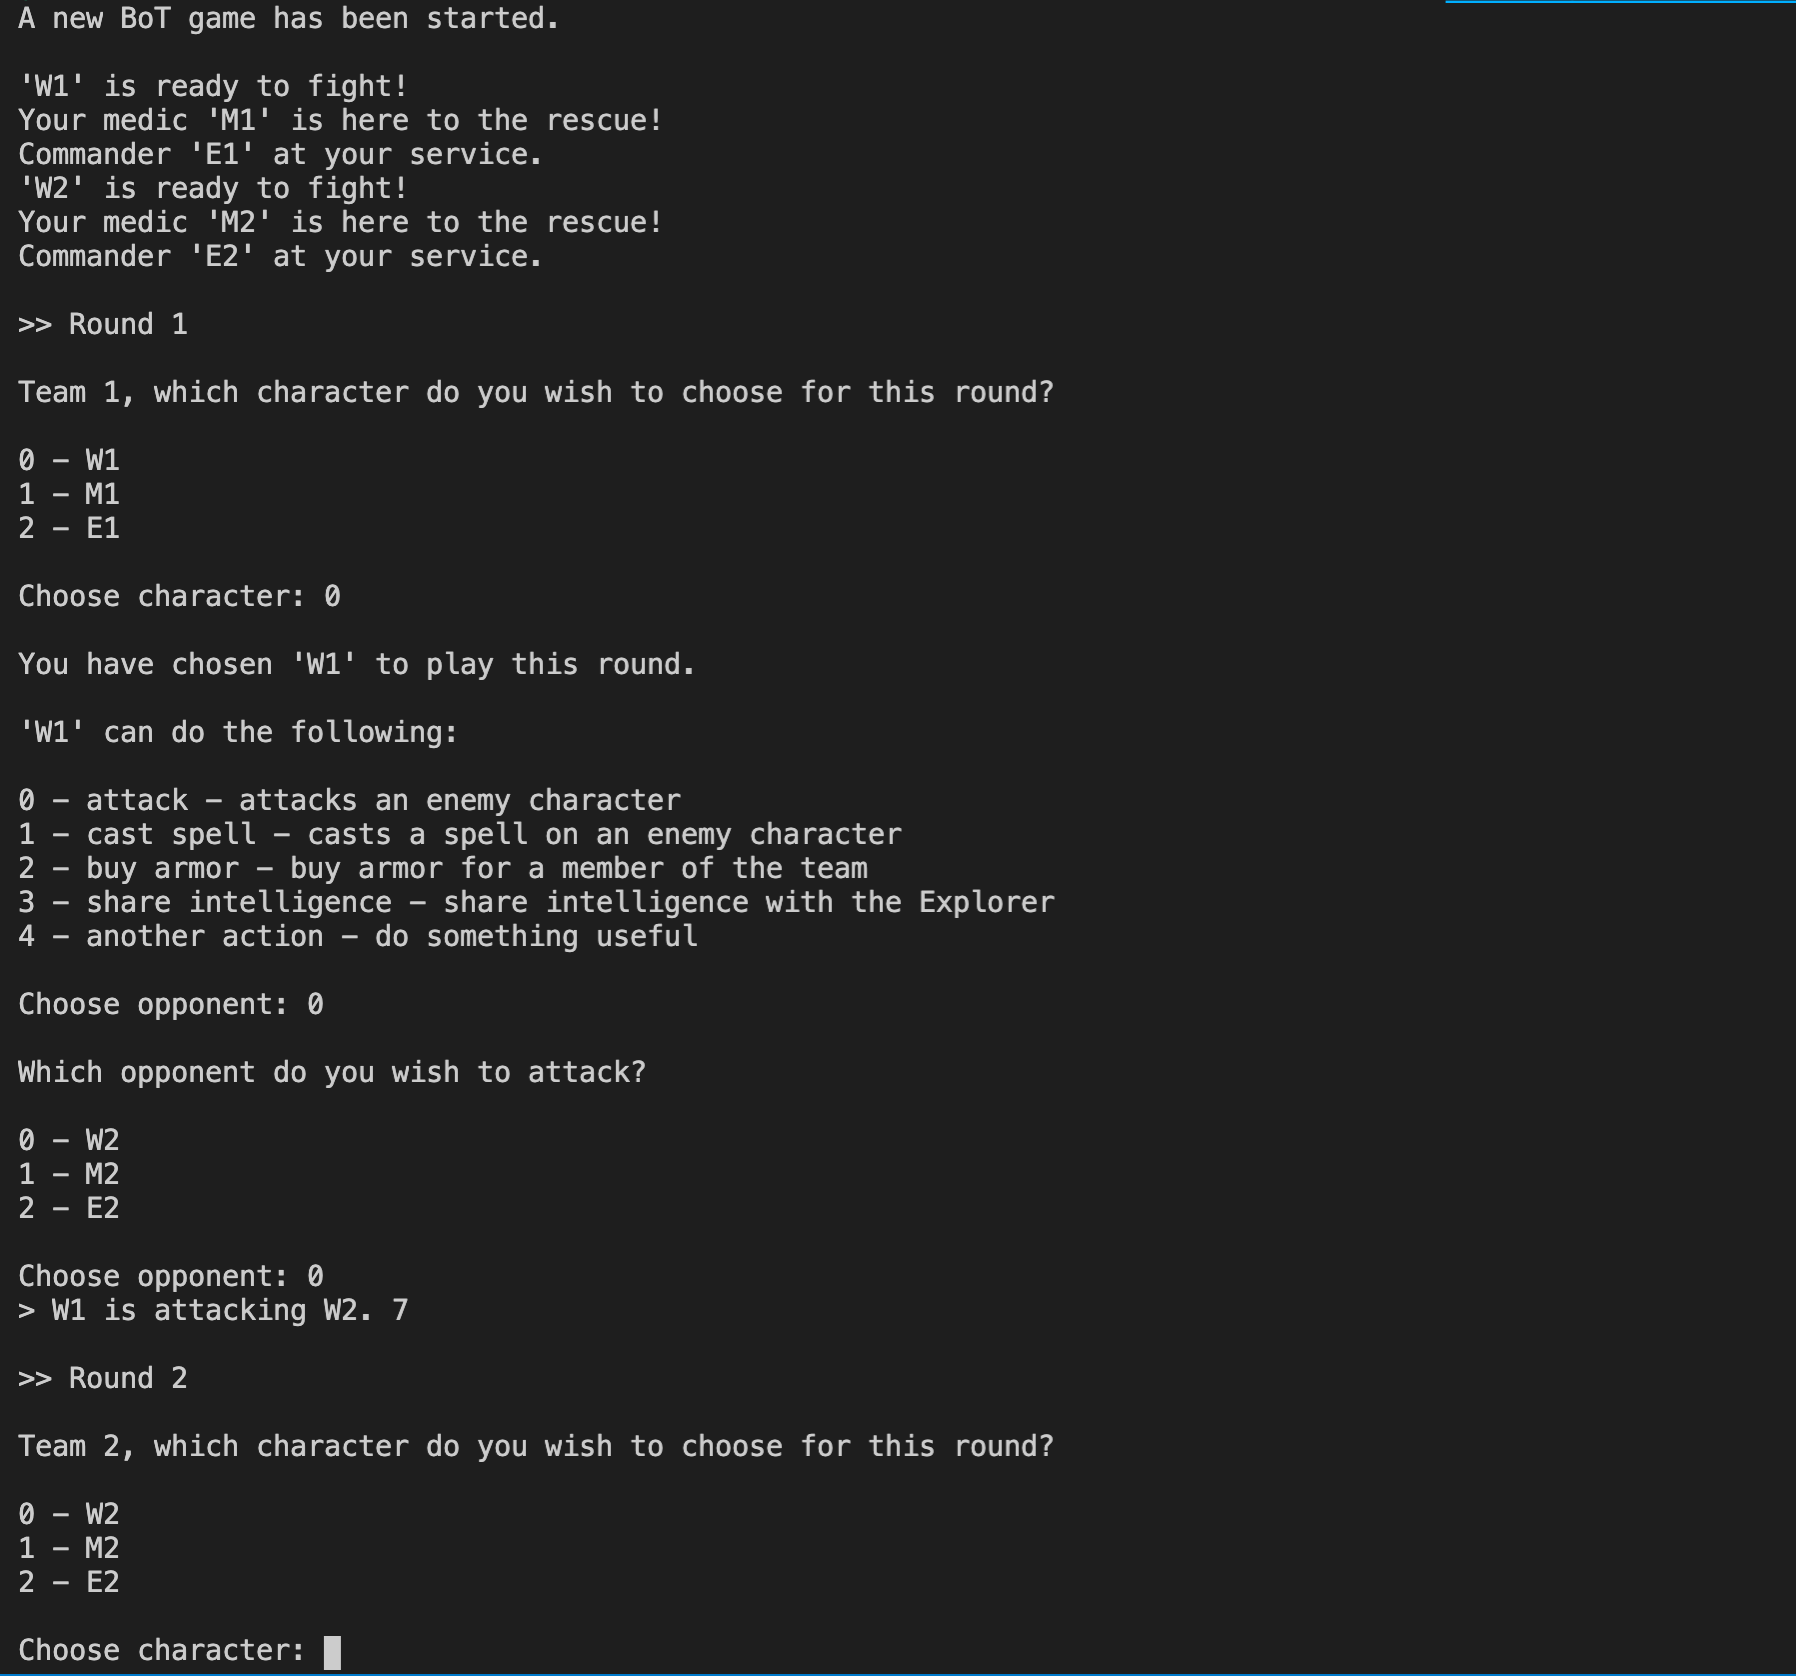 A new BoT game has been started.
'W1' is ready to fight!
Your medic 'M1' is here to the rescue!
Commander 'E1' at your service.
'W2' is ready to fight!
Your medic 'M2' is here to the rescue!
Commander 'E2' at your service.
>> Round 1
Team 1, which character do you wish to choose for this round?
0 – W1
1 – M1
2 – E1
Choose character: 0
You have chosen 'W1' to play this round.
'W1' can do the following:
0 – attack – attacks an enemy character
1 – cast spell – casts a spell on an enemy character
2 – buy armor – buy armor for a member of the team
3 – share intelligence – share intelligence with the Explorer
4 – another action – do something useful
Choose opponent: 0
Which opponent do you wish to attack?
0 – W2
1 – M2
2 – E2
Choose opponent: 0
> W1 is attacking W2. 7
>> Round 2
Team 2, which character do you wish to choose for this round?
0 – W2
1 – M2
2 – E2
Choose character: